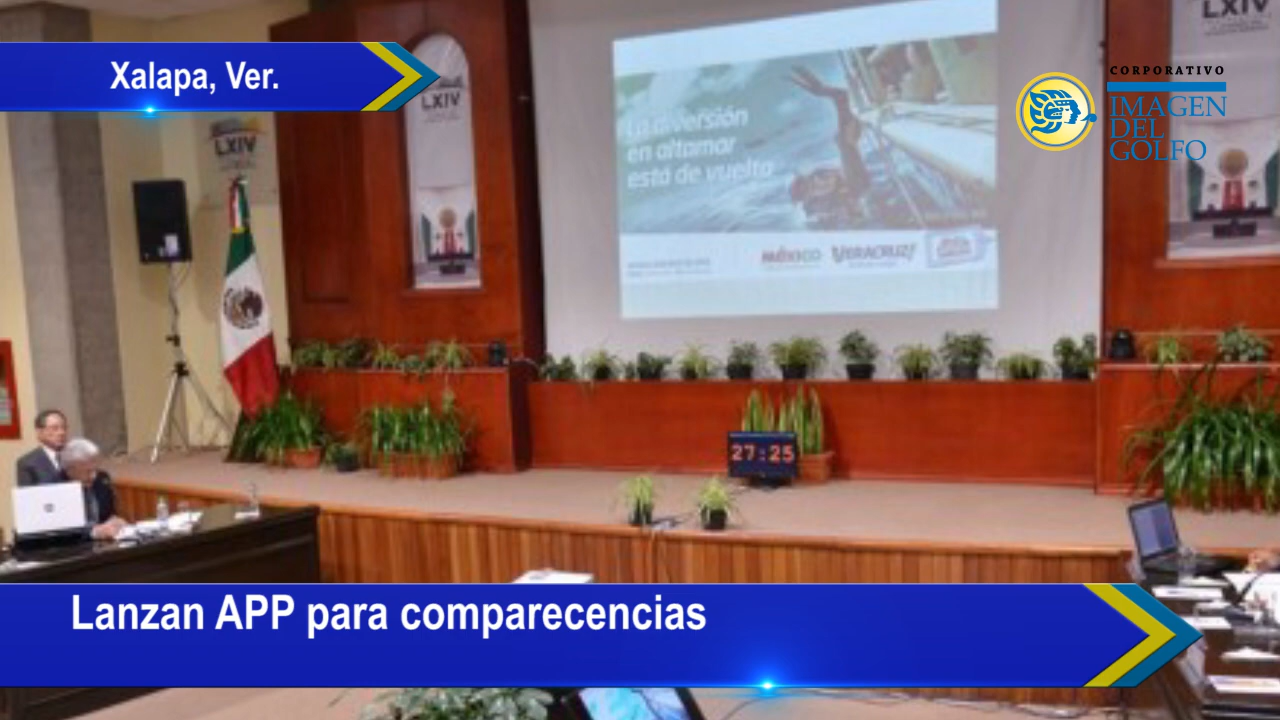 Xalapa, Ver.
LXIV
LXIV
LXIV
CORPORATIVO
IMAGEN
DEL
GOLFO
La diversión
en altamar
está de vuelta
MÉXICO
VERACRUZ
27:25
Lanzan APP para comparecencias